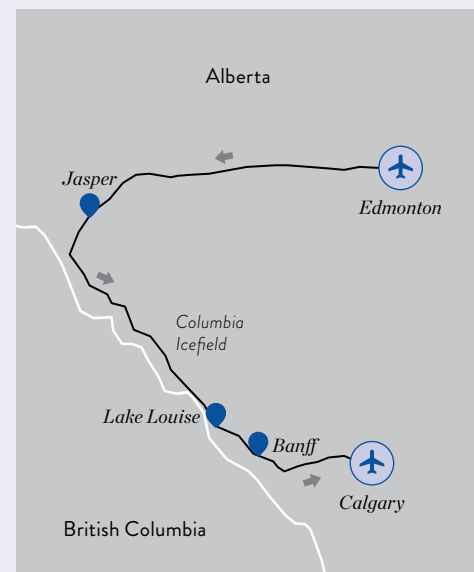 Alberta
Jasper
Edmonton
Columbia
Icefield
Lake Louise
Banff
Calgary
British Columbia